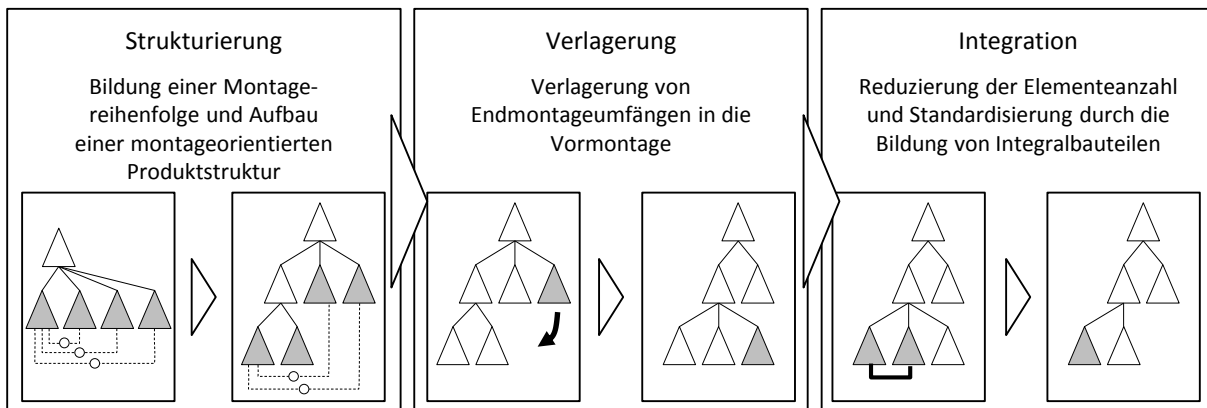 Strukturierung
Bildung einer Montage-
reihenfolge und Aufbau
einer montageorientierten
Produktstruktur
Verlagerung
Verlagerung von
Endmontageumfängen in die
Vormontage
Integration
Reduzierung der Elementeanzahl
und Standardisierung durch die
Bildung von Integralbauteilen